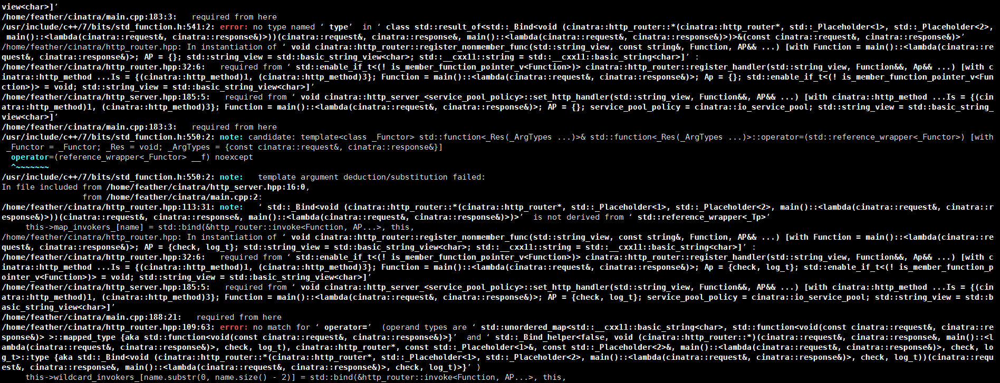 view<char>]’
/home/feather/cinatra/main.cpp:183:3:   required from here
/usr/include/c++/7/bits/std_function.h:541:2: error: no type named ‘ type’  in ‘ class std::result_of<std::_Bind<void (cinatra::http_router::*(cinatra::http_router*, std::_Placeholder<1>, std::_Placeholder<2>,
 main()::<lambda(cinatra::request&, cinatra::response&)>))(cinatra::request&, cinatra::response&, main()::<lambda(cinatra::request&, cinatra::response&)>)>&(const cinatra::request&, cinatra::response&)>’
/home/feather/cinatra/http_router.hpp: In instantiation of ‘ void cinatra::http_router::register_nonmember_func(std::string_view, const string&, Function, AP&& ...) [with Function = main()::<lambda(cinatra::re
quest&, cinatra::response&)>; AP = {}; std::string_view = std::basic_string_view<char>; std::__cxx11::string = std::__cxx11::basic_string<char>]’ :
/home/feather/cinatra/http_router.hpp:32:6:   required from ‘ std::enable_if_t<(! is_member_function_pointer_v<Function>)> cinatra::http_router::register_handler(std::string_view, Function&&, Ap&& ...) [with c
inatra::http_method ...Is = {(cinatra::http_method)1, (cinatra::http_method)3}; Function = main()::<lambda(cinatra::request&, cinatra::response&)>; Ap = {}; std::enable_if_t<(! is_member_function_pointer_v<Fun
ction>)> = void; std::string_view = std::basic_string_view<char>]’
/home/feather/cinatra/http_server.hpp:185:5:   required from ‘ void cinatra::http_server_<service_pool_policy>::set_http_handler(std::string_view, Function&&, AP&& ...) [with cinatra::http_method ...Is = {(cin
atra::http_method)1, (cinatra::http_method)3}; Function = main()::<lambda(cinatra::request&, cinatra::response&)>; AP = {}; service_pool_policy = cinatra::io_service_pool; std::string_view = std::basic_string_
view<char>]’
/home/feather/cinatra/main.cpp:183:3:   required from here
/usr/include/c++/7/bits/std_function.h:550:2: note: candidate: template<class _Functor> std::function<_Res(_ArgTypes ...)>& std::function<_Res(_ArgTypes ...)>::operator=(std::reference_wrapper<_Functor>) [with
 _Functor = _Functor; _Res = void; _ArgTypes = {const cinatra::request&, cinatra::response&}]
  operator=(reference_wrapper<_Functor> __f) noexcept
  ^~~~~~~~
/usr/include/c++/7/bits/std_function.h:550:2: note:   template argument deduction/substitution failed:
In file included from /home/feather/cinatra/http_server.hpp:16:0,
                 from /home/feather/cinatra/main.cpp:2:
/home/feather/cinatra/http_router.hpp:113:31: note:   ‘ std::_Bind<void (cinatra::http_router::*(cinatra::http_router*, std::_Placeholder<1>, std::_Placeholder<2>, main()::<lambda(cinatra::request&, cinatra::r
esponse&)>))(cinatra::request&, cinatra::response&, main()::<lambda(cinatra::request&, cinatra::response&)>)>’  is not derived from ‘ std::reference_wrapper<_Tp>’
     this->map_invokers_[name] = std::bind(&http_router::invoke<Function, AP...>, this,
/home/feather/cinatra/http_router.hpp: In instantiation of ‘ void cinatra::http_router::register_nonmember_func(std::string_view, const string&, Function, AP&& ...) [with Function = main()::<lambda(cinatra::re
quest&, cinatra::response&)>; AP = {check, log_t}; std::string_view = std::basic_string_view<char>; std::__cxx11::string = std::__cxx11::basic_string<char>]’ :
/home/feather/cinatra/http_router.hpp:32:6:   required from ‘ std::enable_if_t<(! is_member_function_pointer_v<Function>)> cinatra::http_router::register_handler(std::string_view, Function&&, Ap&& ...) [with c
inatra::http_method ...Is = {(cinatra::http_method)1, (cinatra::http_method)3}; Function = main()::<lambda(cinatra::request&, cinatra::response&)>; Ap = {check, log_t}; std::enable_if_t<(! is_member_function_p
ointer_v<Function>)> = void; std::string_view = std::basic_string_view<char>]’
/home/feather/cinatra/http_server.hpp:185:5:   required from ‘ void cinatra::http_server_<service_pool_policy>::set_http_handler(std::string_view, Function&&, AP&& ...) [with cinatra::http_method ...Is = {(cin
atra::http_method)1, (cinatra::http_method)3}; Function = main()::<lambda(cinatra::request&, cinatra::response&)>; AP = {check, log_t}; service_pool_policy = cinatra::io_service_pool; std::string_view = std::b
asic_string_view<char>]’
/home/feather/cinatra/main.cpp:188:21:   required from here
/home/feather/cinatra/http_router.hpp:109:63: error: no match for ‘ operator=’  (operand types are ‘ std::unordered_map<std::__cxx11::basic_string<char>, std::function<void(const cinatra::request&, cinatra::re
sponse&)> >::mapped_type {aka std::function<void(const cinatra::request&, cinatra::response&)>}’  and ‘ std::_Bind_helper<false, void (cinatra::http_router::*)(cinatra::request&, cinatra::response&, main()::<l
ambda(cinatra::request&, cinatra::response&)>, check, log_t), cinatra::http_router*, const std::_Placeholder<1>&, const std::_Placeholder<2>&, main()::<lambda(cinatra::request&, cinatra::response&)>, check, lo
g_t>::type {aka std::_Bind<void (cinatra::http_router::*(cinatra::http_router*, std::_Placeholder<1>, std::_Placeholder<2>, main()::<lambda(cinatra::request&, cinatra::response&)>, check, log_t))(cinatra::requ
est&, cinatra::response&, main()::<lambda(cinatra::request&, cinatra::response&)>, check, log_t)>}’ )
     this->wildcard_invokers_[name.substr(0, name.size() - 2)] = std::bind(&http_router::invoke<Function, AP...>, this,